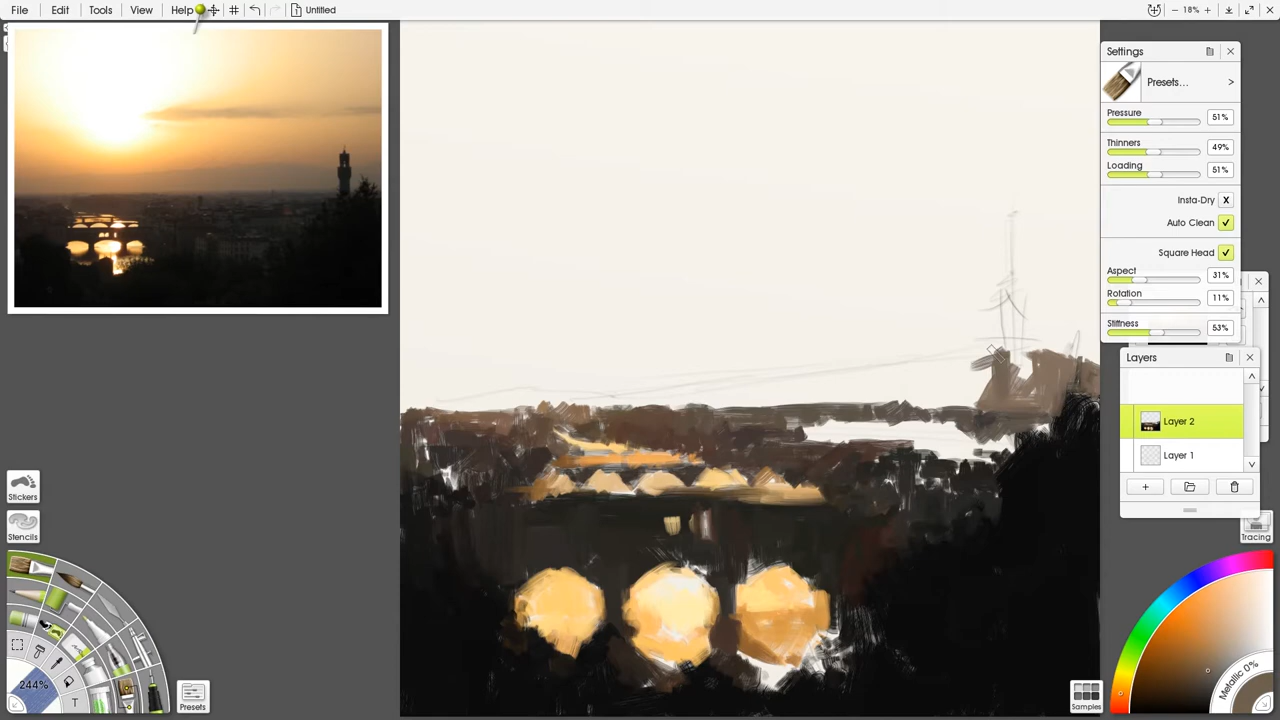 File Edit Tools View Help Untitled 18%
Settings
Presets... >
Pressure 51%
Thinners 49%
Loading 51%
Insta-Dry X
Auto Clean ✓
Square Head ✓
Aspect 31%
Rotation 11%
Stiffness 53%
Layers
Layer 2
Layer 1
Stickers
Stencils
Tracing
244%
T
Presets
Samples
Metallic 0%